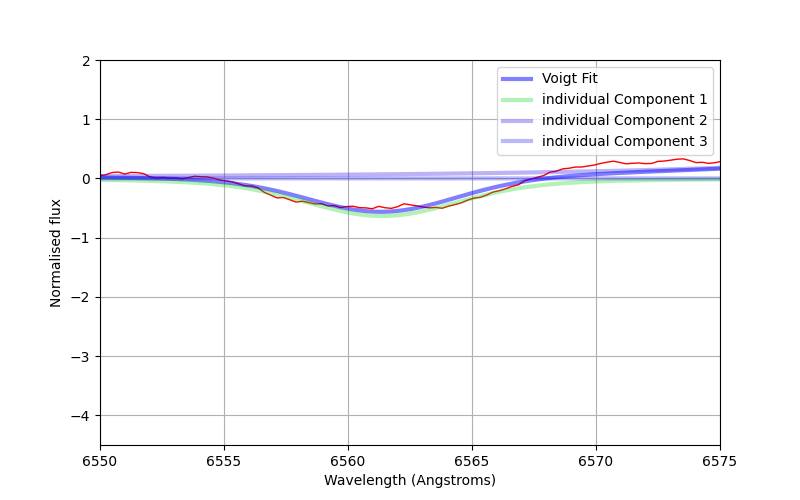 2
1
0
−1
−2
−3
−4
Normalised flux
Voigt Fit
individual Component 1
individual Component 2
individual Component 3
6550 6555 6560 6565 6570 6575
Wavelength (Angstroms)